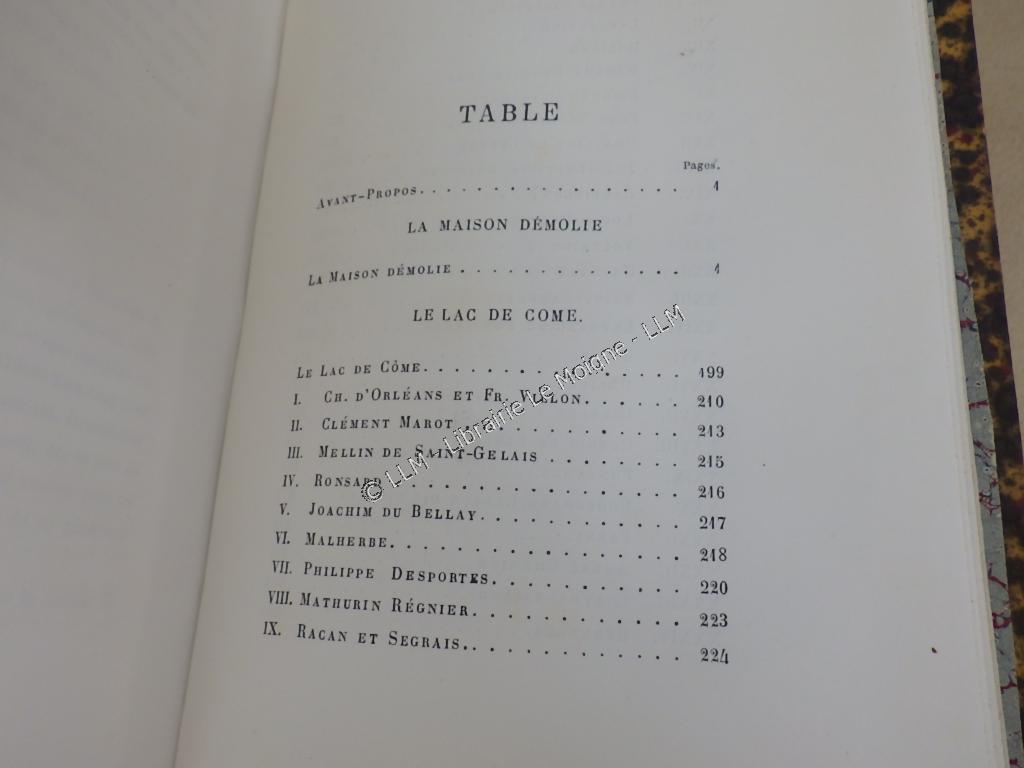 TABLE
Pages.
AVANT-PROPOS. . . . . . . . . . . . . . . . . 1
LA MAISON DÉMOLIE
LA MAISON DÉMOLIE . . . . . . . . . . . . . . 1
LE LAC DE COME.
LE LAC DE CÔME. . . . . . . . . . . . . . . . 199
I. CH. D'ORLÉANS ET FR. VILLON. . . . . . . 210
II. CLÉMENT MAROT. . . . . . . . . . . . . . 213
III. MELLIN DE SAINT-GELAIS . . . . . . . . 215
IV. RONSARD . . . . . . . . . . . . . . . . 216
V. JOACHIM DU BELLAY. . . . . . . . . . . . 217
VI. MALHERBE. . . . . . . . . . . . . . . . 218
VII. PHILIPPE DESPORTES. . . . . . . . . . . 220
VIII. MATHURIN RÉGNIER. . . . . . . . . . . . 223
IX. RACAN ET SEGRAIS. . . . . . . . . . . . 224
© LLM - Librairie Le Moigne - LLM